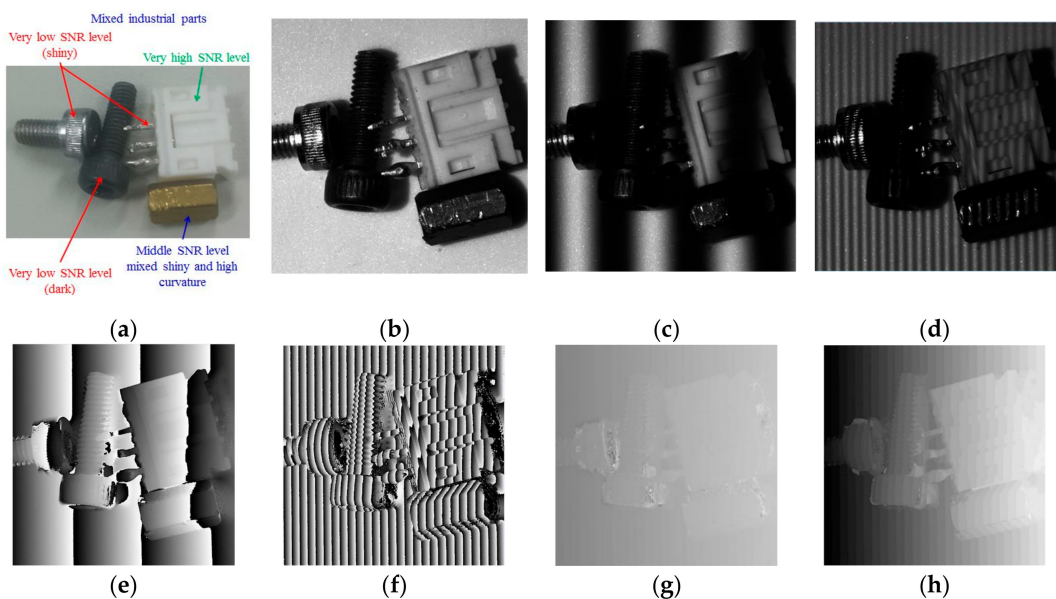 Mixed industrial parts
Very low SNR level
(shiny)
Very high SNR level
Very low SNR level
(dark)
Middle SNR level
mixed shiny and high
curvature
(a)
(b)
(c)
(d)
(e)
(f)
(g)
(h)